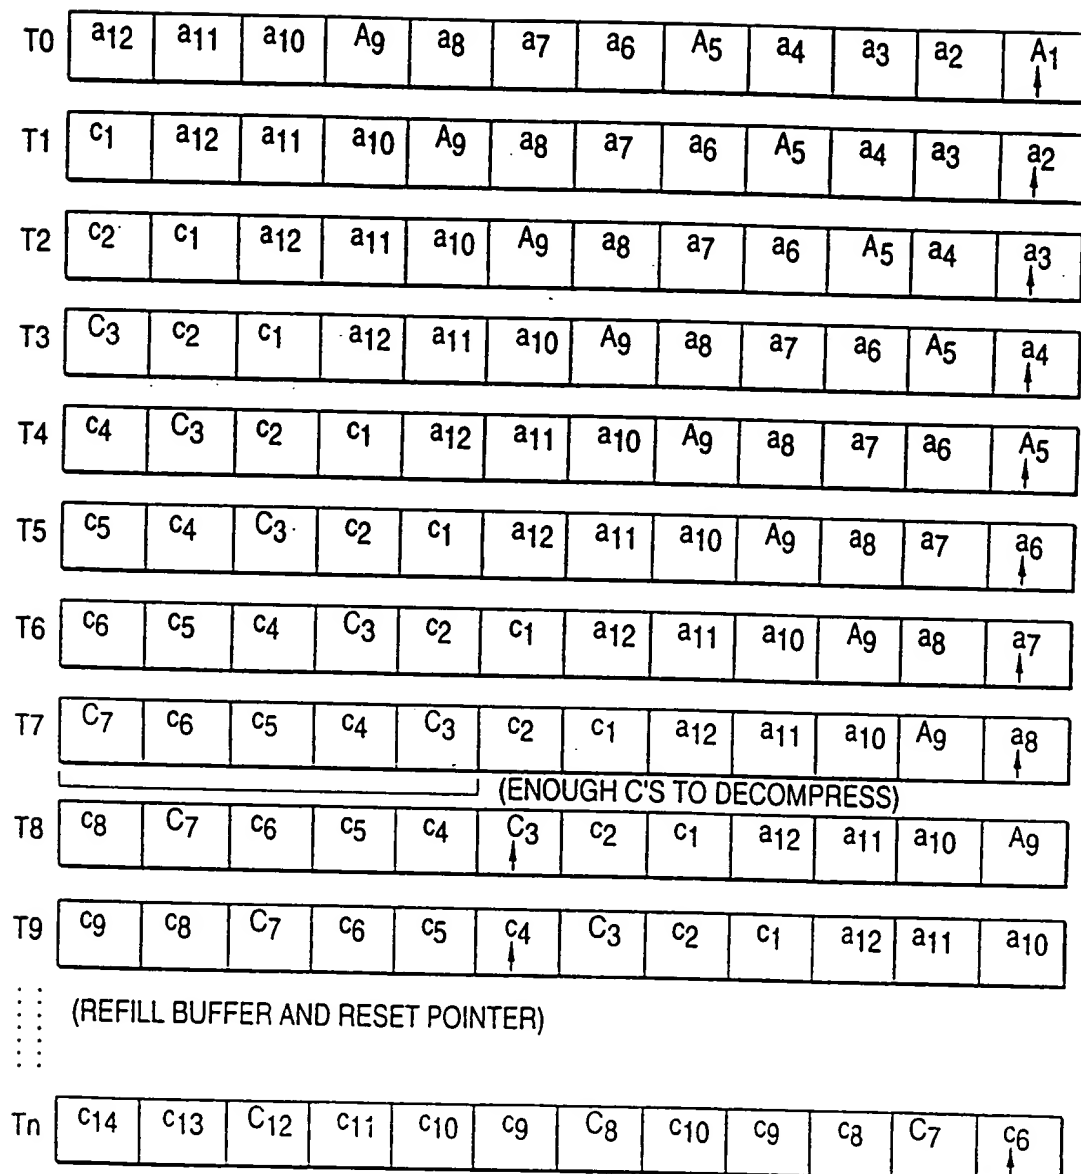 T0 a12 a11 a10 A9 a8 a7 a6 A5 a4 a3 a2 A1
T1 c1 a12 a11 a10 A9 a8 a7 a6 A5 a4 a3 a2
T2 c2 c1 a12 a11 a10 A9 a8 a7 a6 A5 a4 a3
T3 C3 c2 c1 a12 a11 a10 A9 a8 a7 a6 A5 a4
T4 c4 C3 c2 c1 a12 a11 a10 A9 a8 a7 a6 A5
T5 c5 c4 C3 c2 c1 a12 a11 a10 A9 a8 a7 a6
T6 c6 c5 c4 C3 c2 c1 a12 a11 a10 A9 a8 a7
T7 C7 c6 c5 c4 C3 c2 c1 a12 a11 a10 A9 a8
(ENOUGH C'S TO DECOMPRESS)
T8 c8 C7 c6 c5 c4 C3 c2 c1 a12 a11 a10 A9
T9 c9 c8 C7 c6 c5 c4 C3 c2 c1 a12 a11 a10
(REFILL BUFFER AND RESET POINTER)
Tn c14 c13 C12 c11 c10 c9 C8 c10 c9 c8 C7 c6